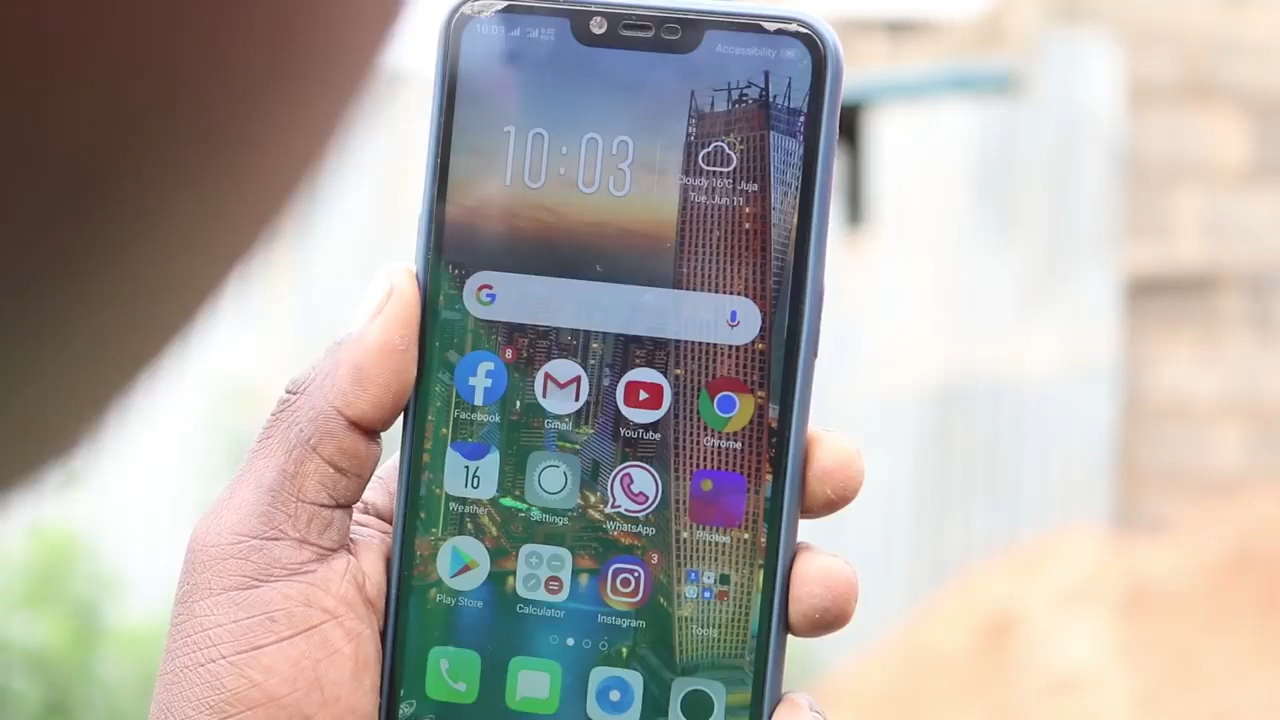 10:03
Accessibility
10:03
Cloudy 16°C Juja
Tue, Jun 11
G
8
Facebook
Gmail
YouTube
Chrome
16
Weather
Settings
WhatsApp
Photos
3
Play Store
Calculator
Instagram
Tools